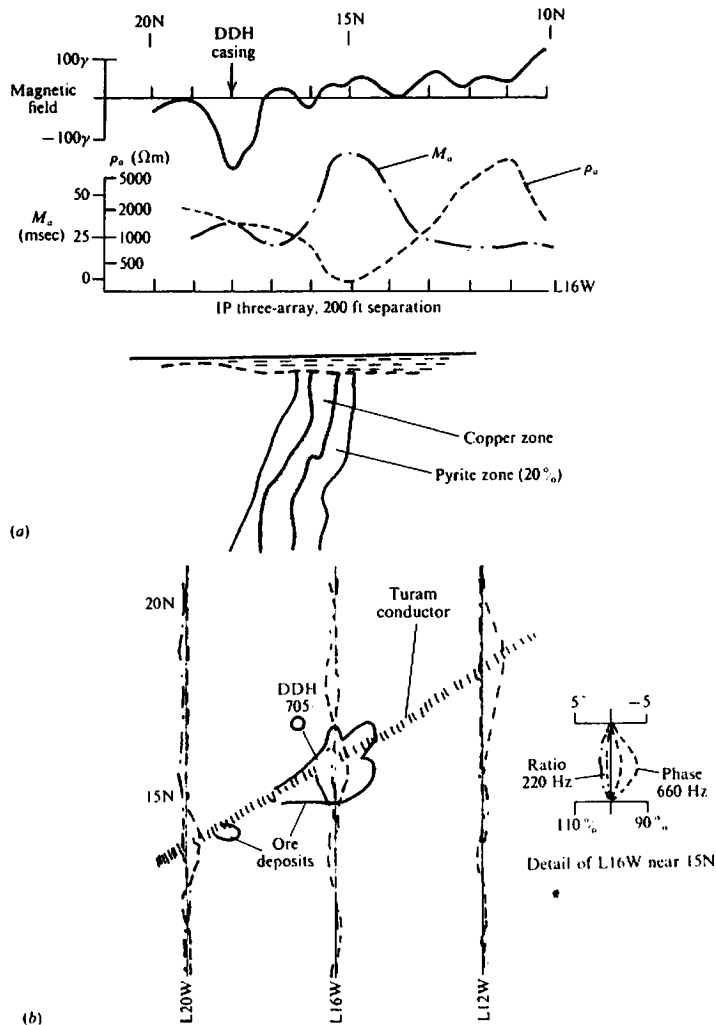 20N 15N 10N
DDH
casing
100γ
Magnetic
field
−100γ
ρa (Ωm)
5000
50
2000
Ma
(msec)
25
1000
500
0
Ma
ρa
L16W
IP three-array, 200 ft separation
Copper zone
Pyrite zone (20%)
(a)
20N
Turam
conductor
DDH
705
15N
Ore
deposits
5° −5
Ratio
220 Hz
Phase
660 Hz
110% 90%
Detail of L16W near 15N
L20W
L16W
L12W
(b)